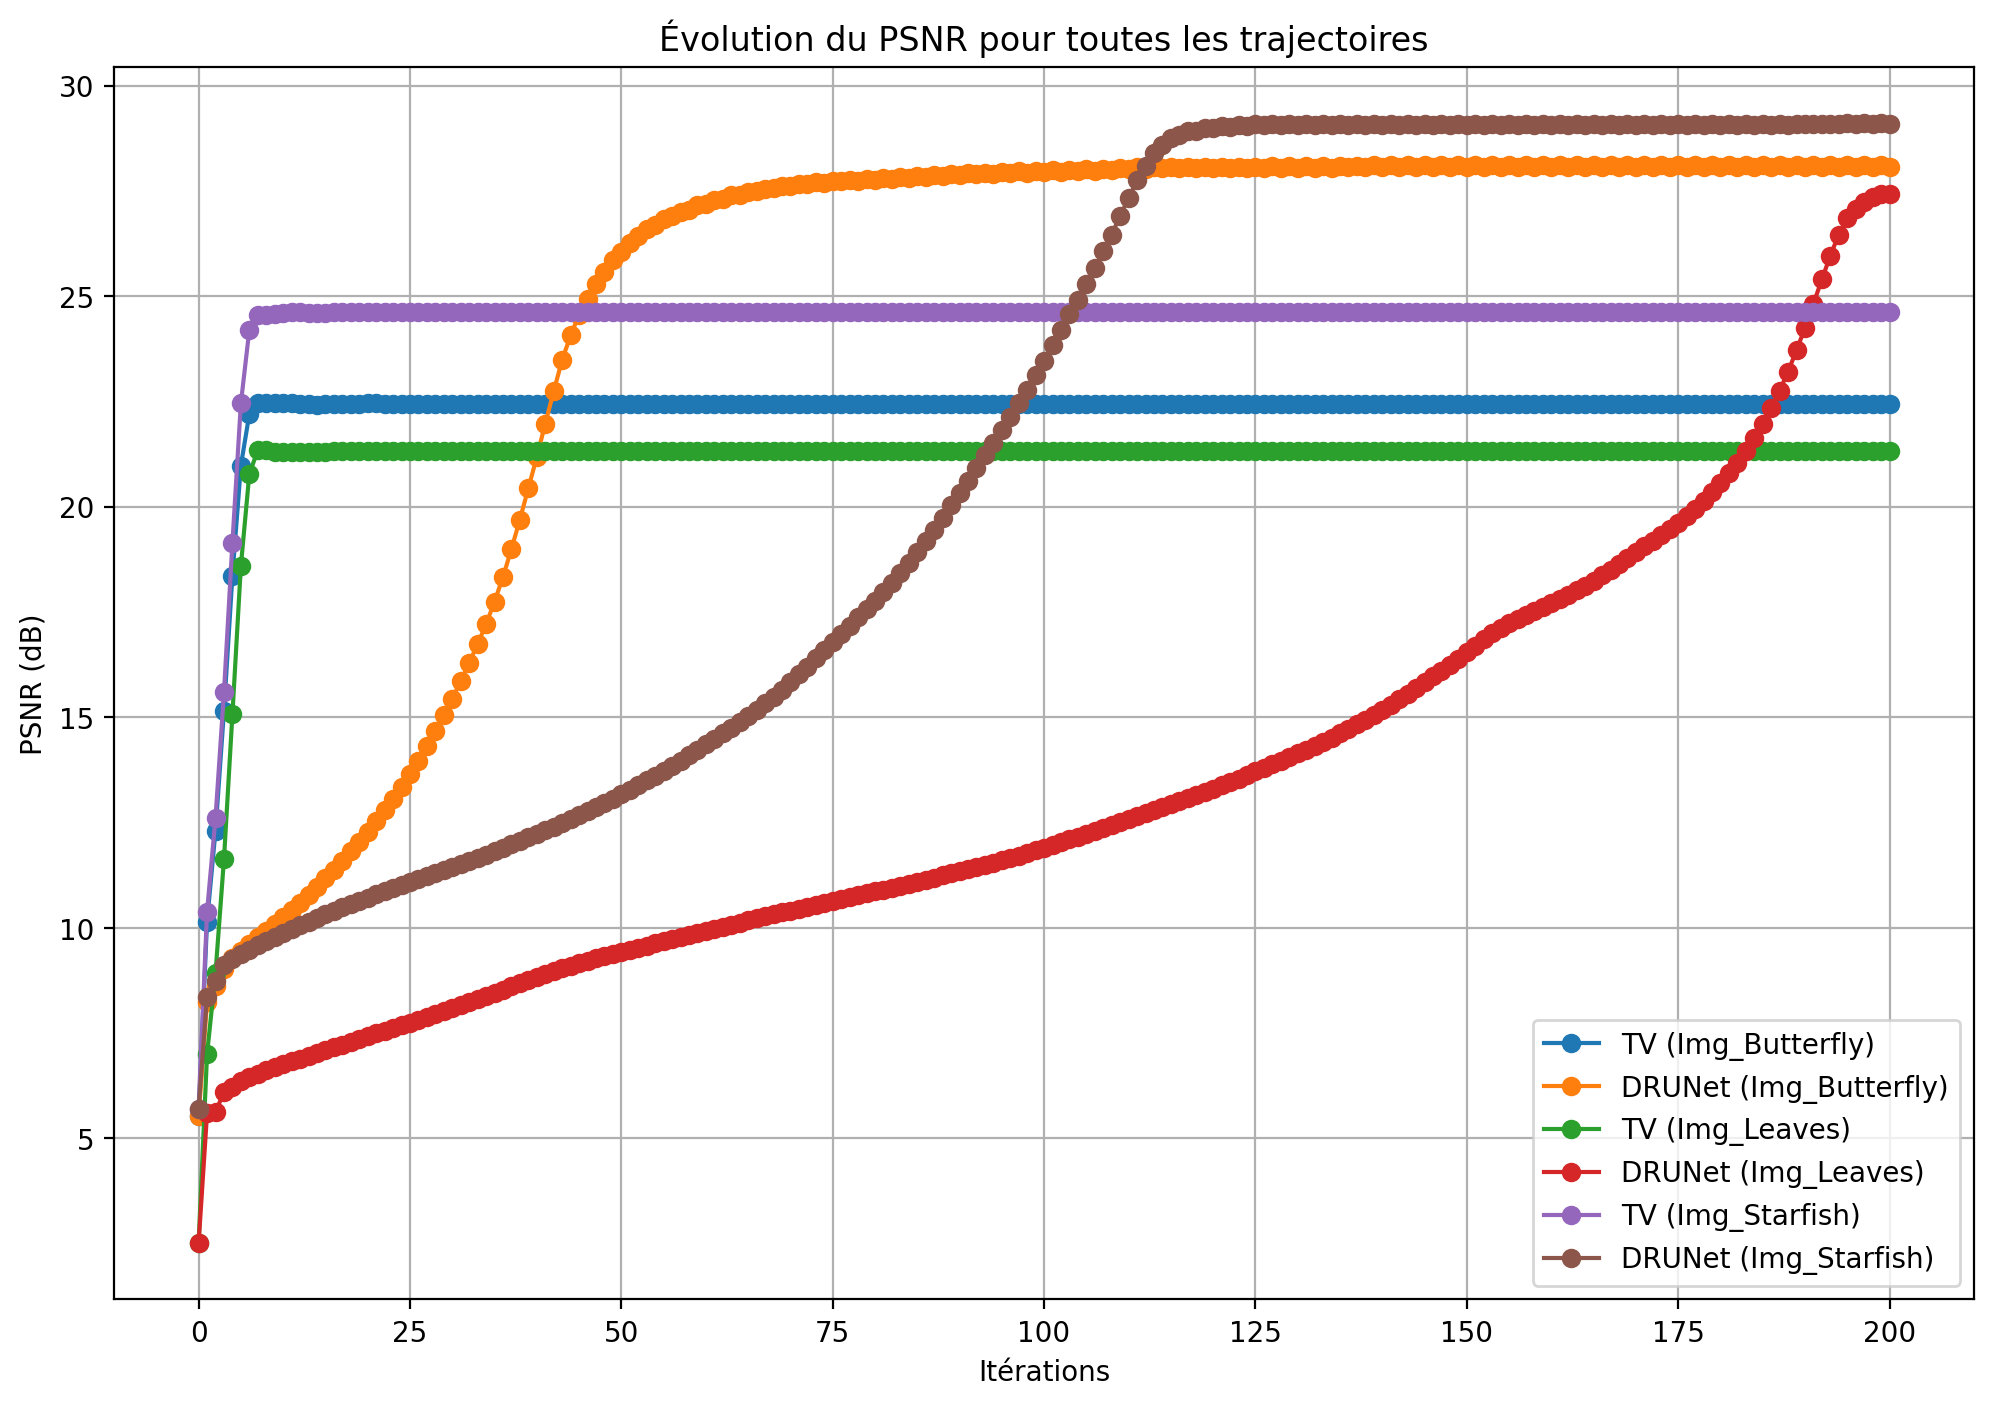 Évolution du PSNR pour toutes les trajectoires
30
25
20
15
10
5
PSNR (dB)
0 25 50 75 100 125 150 175 200
Itérations
TV (Img_Butterfly)
DRUNet (Img_Butterfly)
TV (Img_Leaves)
DRUNet (Img_Leaves)
TV (Img_Starfish)
DRUNet (Img_Starfish)